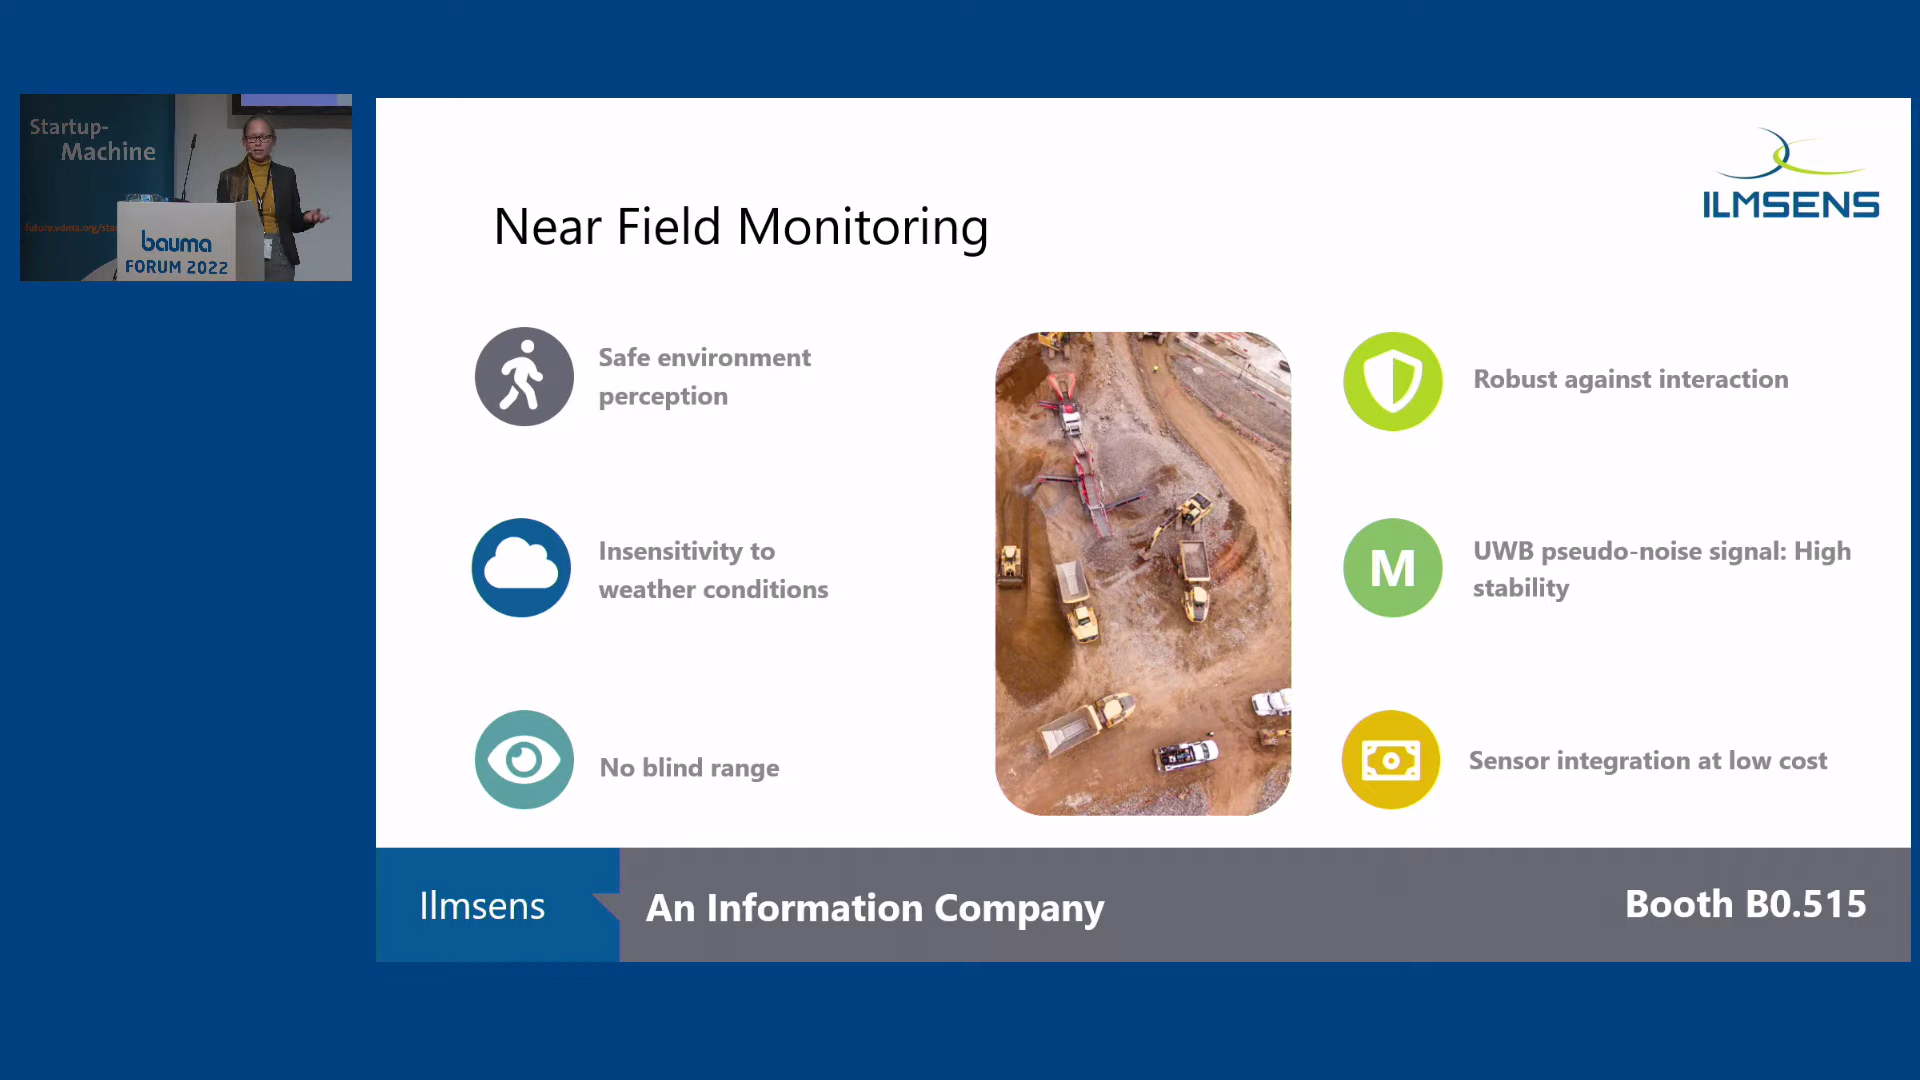 Startup-
Machine
bauma
FORUM 2022
ILMSENS
Near Field Monitoring
Safe environment
perception
Insensitivity to
weather conditions
No blind range
Robust against interaction
M
UWB pseudo-noise signal: High
stability
Sensor integration at low cost
Ilmsens
An Information Company
Booth B0.515